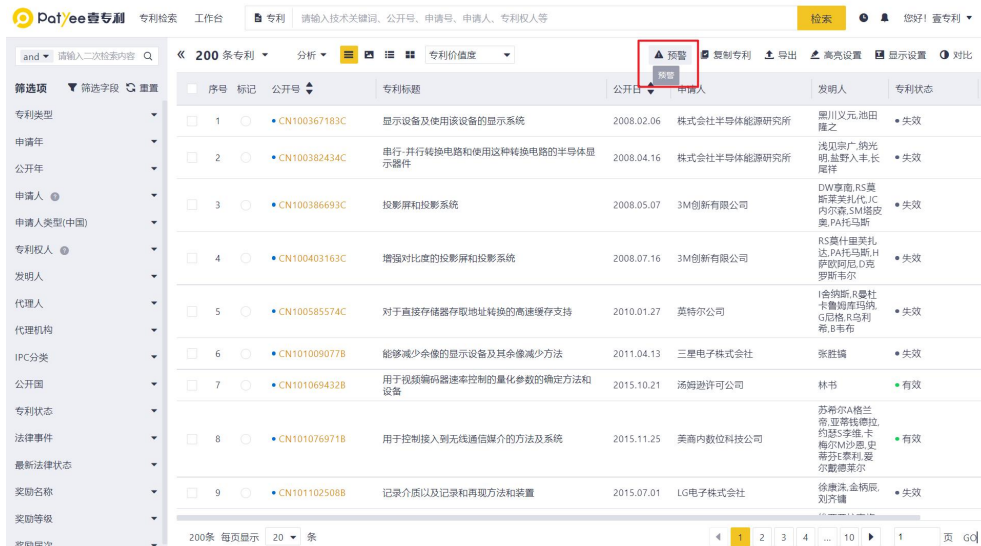 Patyee壹专利 专利检索 工作台 专利 请输入技术关键词、公开号、申请号、申请人、专利权人等 检索 您好！壹专利
and 请输入二次检索内容 200 条专利 分析 专利价值度 预警 复制专利 导出 高亮设置 显示设置 对比
预警
筛选项 筛选字段 重置 序号 标记 公开号 专利标题 公开日 申请人 发明人 专利状态
专利类型
申请年
公开年
申请人
申请人类型(中国)
专利权人
发明人
代理人
代理机构
IPC分类
公开国
专利状态
法律事件
最新法律状态
奖励名称
奖励等级
奖励届次
1 CN100367183C 显示设备及使用该设备的显示系统 2008.02.06 株式会社半导体能源研究所 黑川义元,池田 失效
隆之
2 CN100382434C 串行-并行转换电路和使用这种转换电路的半导体显 2008.04.16 株式会社半导体能源研究所 浅见宗广,纳光 失效
示器件 明,盐野入丰,长
尾祥
3 CN100386693C 投影屏和投影系统 2008.05.07 3M创新有限公司 DW享南,RS莫 失效
斯莱芙扎代,JC
内尔森,SM塔皮
奥,PA托马斯
4 CN100403163C 增强对比度的投影屏和投影系统 2008.07.16 3M创新有限公司 RS莫什里芙扎 失效
达,PA托马斯,H
萨欧阿尼,D克
罗斯韦尔
5 CN100585574C 对于直接存储器存取地址转换的高速缓存支持 2010.01.27 英特尔公司 I舍纳斯,R曼杜 失效
卡鲁姆库玛纳,
G尼格,R乌利
希,B韦布
6 CN101009077B 能够减少余像的显示设备及其余像减少方法 2011.04.13 三星电子株式会社 张胜镐 失效
7 CN101069432B 用于视频编码器速率控制的量化参数的确定方法和 2015.10.21 汤姆逊许可公司 林书 有效
设备
8 CN101076971B 用于控制接入到无线通信媒介的方法及系统 2015.11.25 美商内数位科技公司 苏希尔A格兰 有效
帝,亚蒂钱德拉,
约瑟S李维,卡
梅尔M沙恩,史
蒂芬E泰利,爱
尔戴德莱尔
9 CN101102508B 记录介质以及记录和再现方法和装置 2015.07.01 LG电子株式会社 徐康洙,金柄辰, 失效
刘齐镛
200条 每页显示 20 条 1 2 3 4 ... 10 1 页 GO